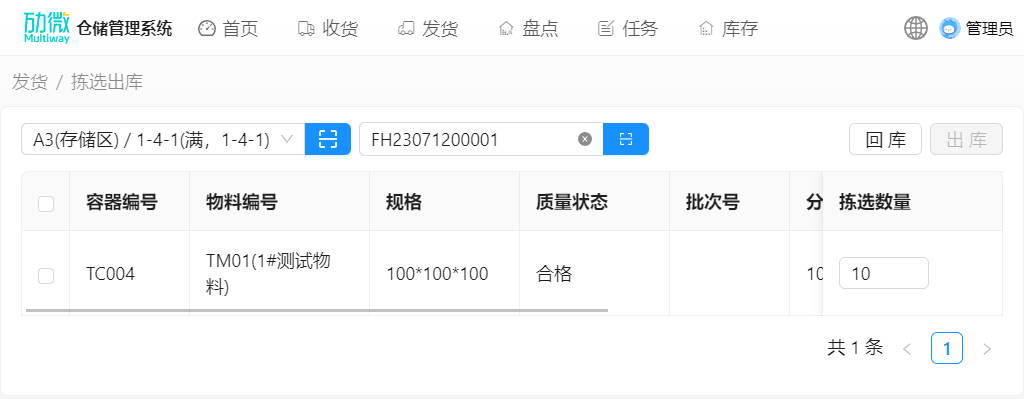 劢微 Multiway 仓储管理系统 首页 收货 发货 盘点 任务 库存 管理员
发货 / 拣选出库
A3(存储区) / 1-4-1(满，1-4-1) FH23071200001 回 库 出 库
容器编号 物料编号 规格 质量状态 批次号 分 拣选数量
TC004 TM01(1#测试物
料) 100*100*100 合格 10 10
共 1 条 < 1 >